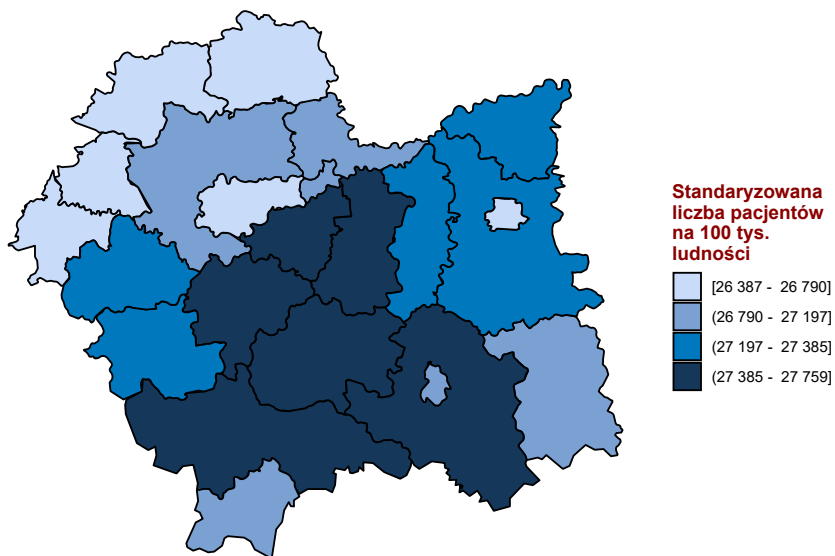 Standaryzowana
liczba pacjentów
na 100 tys.
ludności
[26 387 - 26 790]
(26 790 - 27 197]
(27 197 - 27 385]
(27 385 - 27 759]